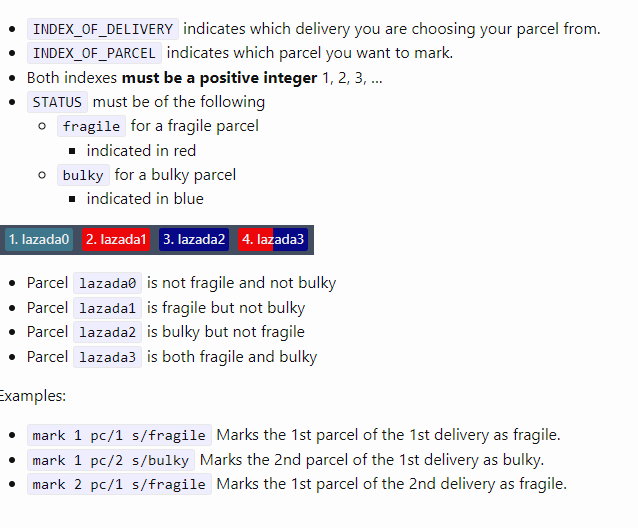 INDEX_OF_DELIVERY indicates which delivery you are choosing your parcel from.
INDEX_OF_PARCEL indicates which parcel you want to mark.
Both indexes must be a positive integer 1, 2, 3, …
STATUS must be of the following
fragile for a fragile parcel
indicated in red
bulky for a bulky parcel
indicated in blue
1. lazada0 2. lazada1 3. lazada2 4. lazada3
Parcel lazada0 is not fragile and not bulky
Parcel lazada1 is fragile but not bulky
Parcel lazada2 is bulky but not fragile
Parcel lazada3 is both fragile and bulky
Examples:
mark 1 pc/1 s/fragile Marks the 1st parcel of the 1st delivery as fragile.
mark 1 pc/2 s/bulky Marks the 2nd parcel of the 1st delivery as bulky.
mark 2 pc/1 s/fragile Marks the 1st parcel of the 2nd delivery as fragile.